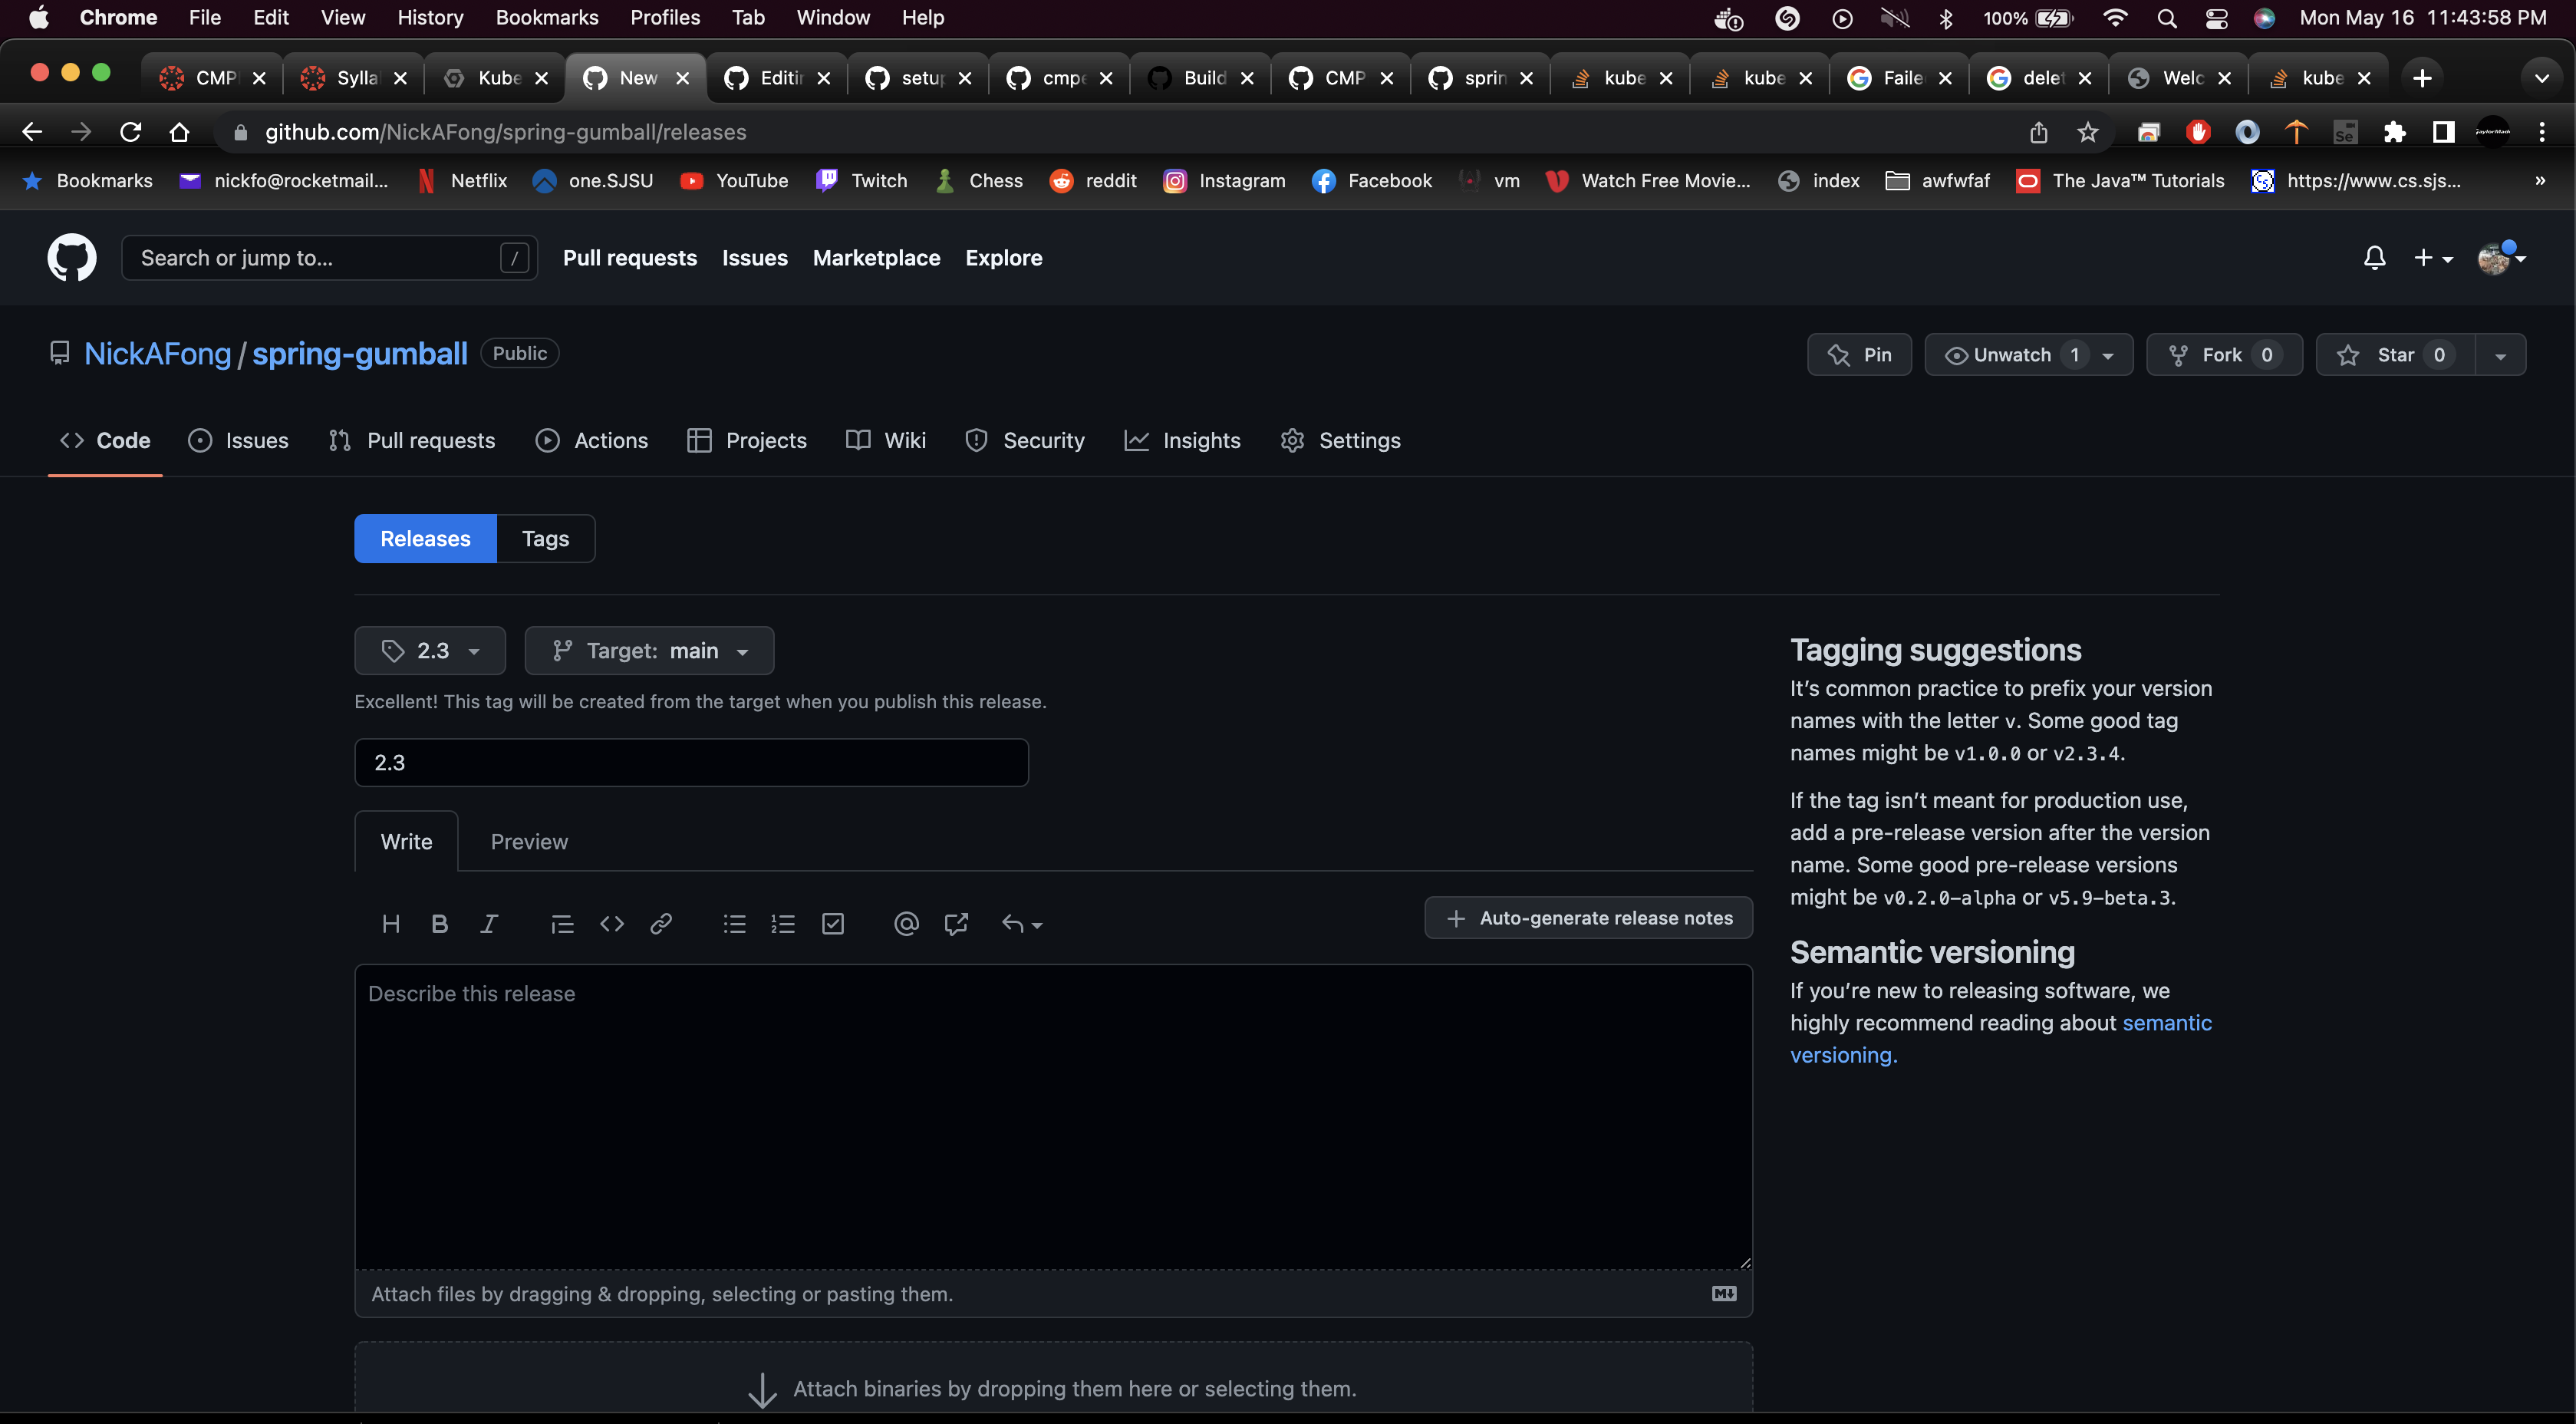 Chrome File Edit View History Bookmarks Profiles Tab Window Help 100% Mon May 16 11:43:58 PM
CMP Sylla Kube New Editi setup cmpe Build CMP sprin kube kube Faile delet Welc kube
github.com/NickAFong/spring-gumball/releases
Bookmarks nickfo@rocketmail... Netflix one.SJSU YouTube Twitch Chess reddit Instagram Facebook vm Watch Free Movie... index awfwfaf The Java™ Tutorials https://www.cs.sjs... »
Search or jump to... / Pull requests Issues Marketplace Explore
NickAFong / spring-gumball Public Pin Unwatch 1 Fork 0 Star 0
Code Issues Pull requests Actions Projects Wiki Security Insights Settings
Releases Tags
2.3 Target: main
Excellent! This tag will be created from the target when you publish this release.
2.3
Write Preview
H B I Auto-generate release notes
Describe this release
Attach files by dragging & dropping, selecting or pasting them.
Attach binaries by dropping them here or selecting them.
Tagging suggestions
It’s common practice to prefix your version
names with the letter v. Some good tag
names might be v1.0.0 or v2.3.4.
If the tag isn’t meant for production use,
add a pre-release version after the version
name. Some good pre-release versions
might be v0.2.0-alpha or v5.9-beta.3.
Semantic versioning
If you’re new to releasing software, we
highly recommend reading about semantic
versioning.